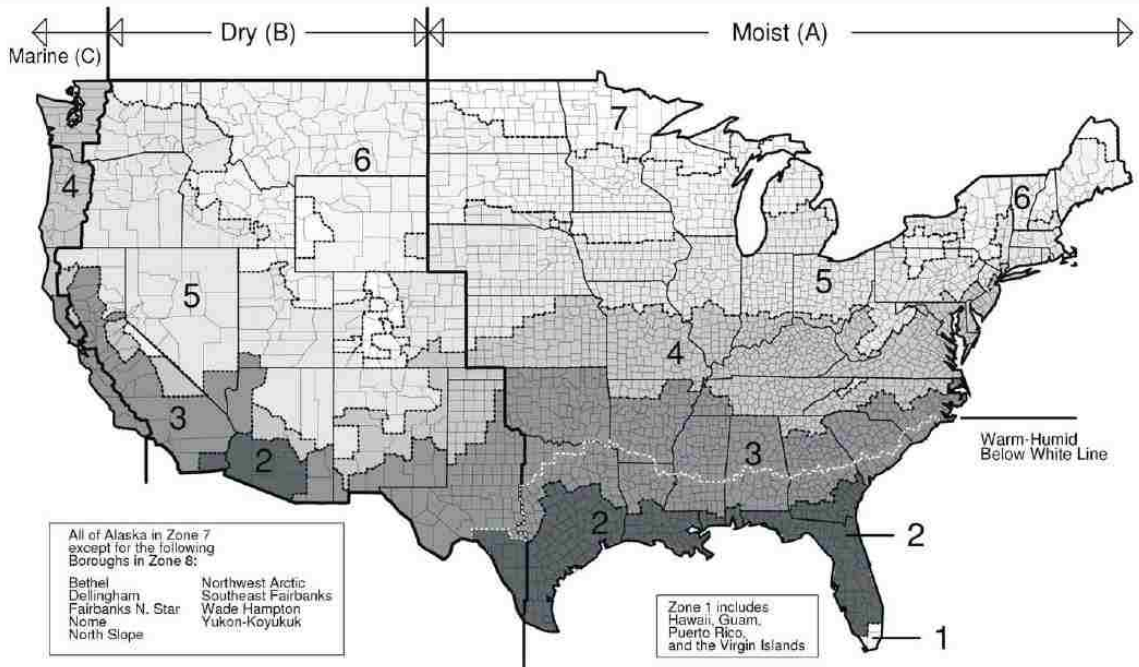 Marine (C)
Dry (B)
Moist (A)
7
6
6
4
6
5
5
4
3
3
2
2
2
1
Warm-Humid
Below White Line
All of Alaska in Zone 7
except for the following
Boroughs in Zone 8:
Bethel
Dellingham
Fairbanks N. Star
Nome
North Slope
Northwest Arctic
Southeast Fairbanks
Wade Hampton
Yukon-Koyukuk
Zone 1 includes
Hawaii, Guam,
Puerto Rico,
and the Virgin Islands